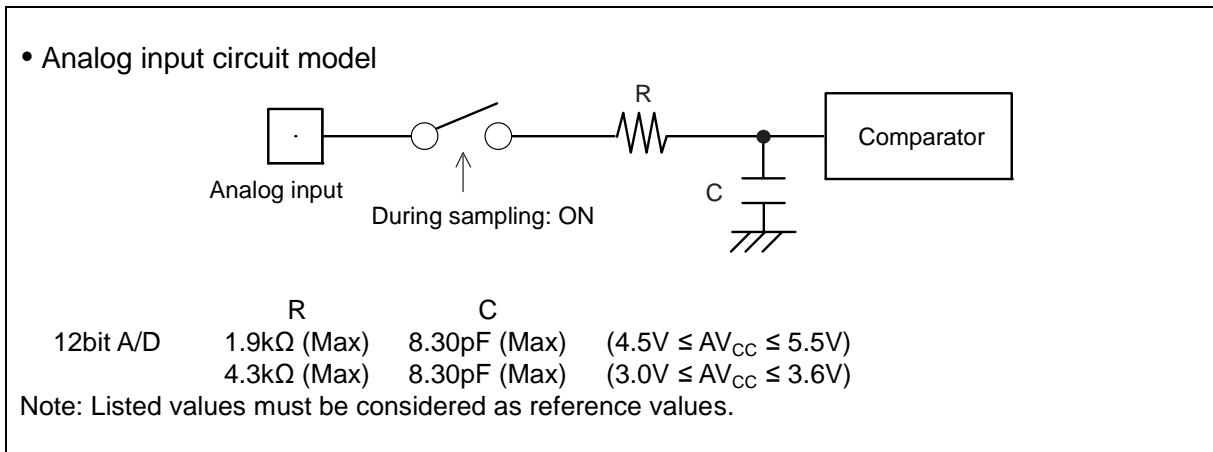 • Analog input circuit model
R
Comparator
Analog input
C
During sampling: ON
R C
12bit A/D 1.9kΩ (Max) 8.30pF (Max) (4.5V ≤ AVCC ≤ 5.5V)
4.3kΩ (Max) 8.30pF (Max) (3.0V ≤ AVCC ≤ 3.6V)
Note: Listed values must be considered as reference values.